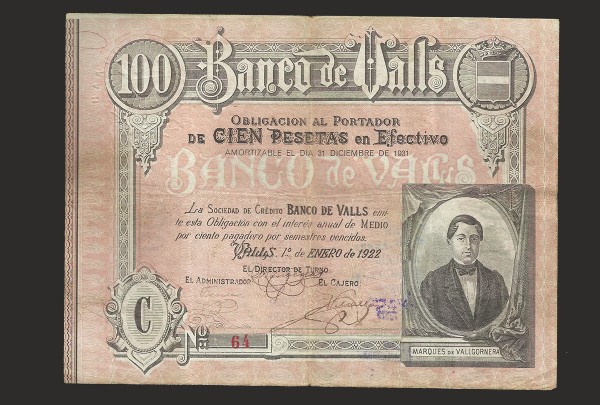 100 Banco de Valls
OBLIGACION AL PORTADOR
DE CIEN PESETAS en Efectivo
AMORTIZABLE EL DIA 31 DICIEMBRE DE 1931
BANCO de VALLS
La SOCIEDAD DE CRÉDITO BANCO DE VALLS emi-
te esta Obligación con el interés anual de MEDIO
por ciento pagadero por semestres vencidos.
Valls, 1º de ENERO de 1922
EL DIRECTOR DE TURNO
EL ADMINISTRADOR
EL CAJERO
C
No 64
MARQUES DE VALLGORNERA